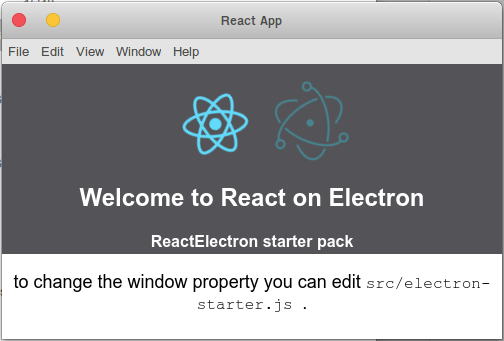 React App
File Edit View Window Help
Welcome to React on Electron
ReactElectron starter pack
to change the window property you can edit src/electron-
starter.js .